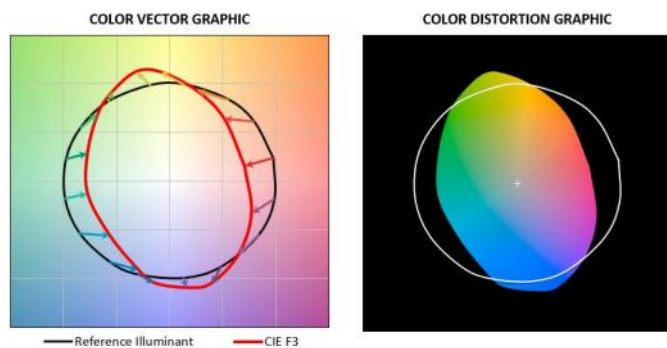 COLOR VECTOR GRAPHIC
COLOR DISTORTION GRAPHIC
Reference Illuminant
CIE F3